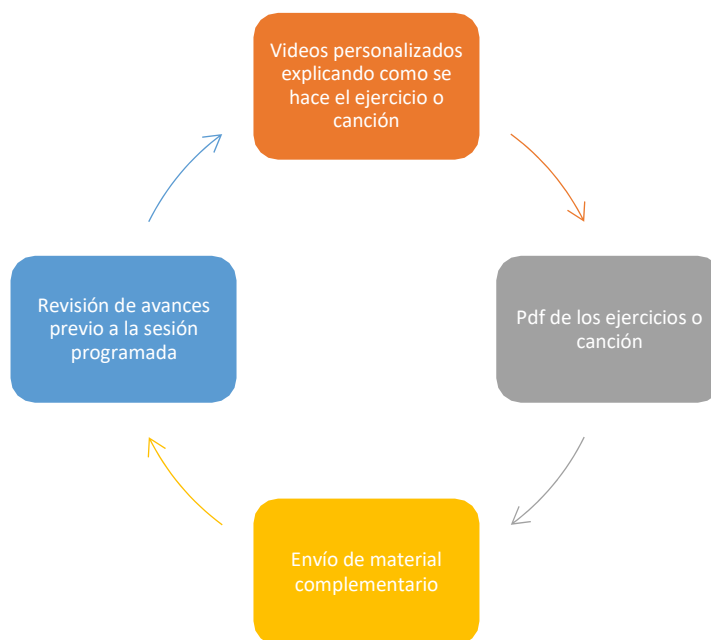 Videos personalizados
explicando como se
hace el ejercicio o
canción
Pdf de los ejercicios o
canción
Envío de material
complementario
Revisión de avances
previo a la sesión
programada